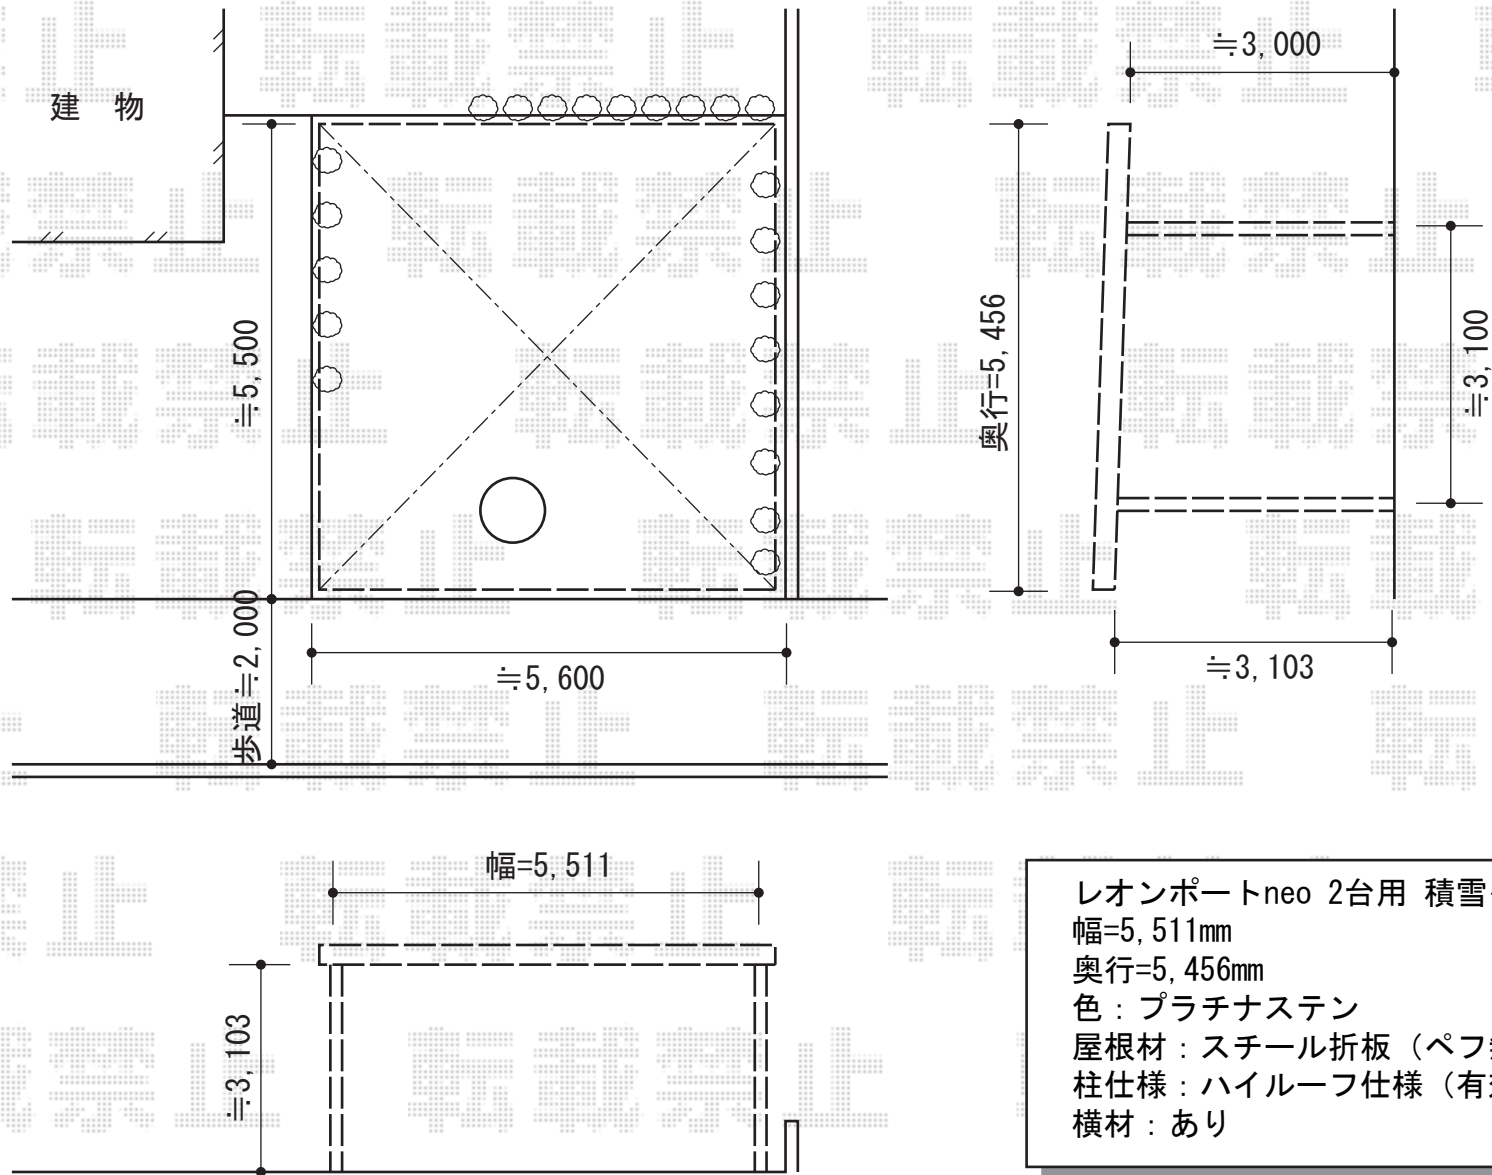 ≒3,000
建 物
≒5,500
奥行=5,456
≒3,100
歩道≒2,000
≒5,600
≒3,103
幅=5,511
≒3,103
レオンポートneo 2台用 積雪
幅=5,511mm
奥行=5,456mm
色：プラチナステン
屋根材：スチール折板（ペフ
柱仕様：ハイルーフ仕様（有
横材：あり
転載禁止